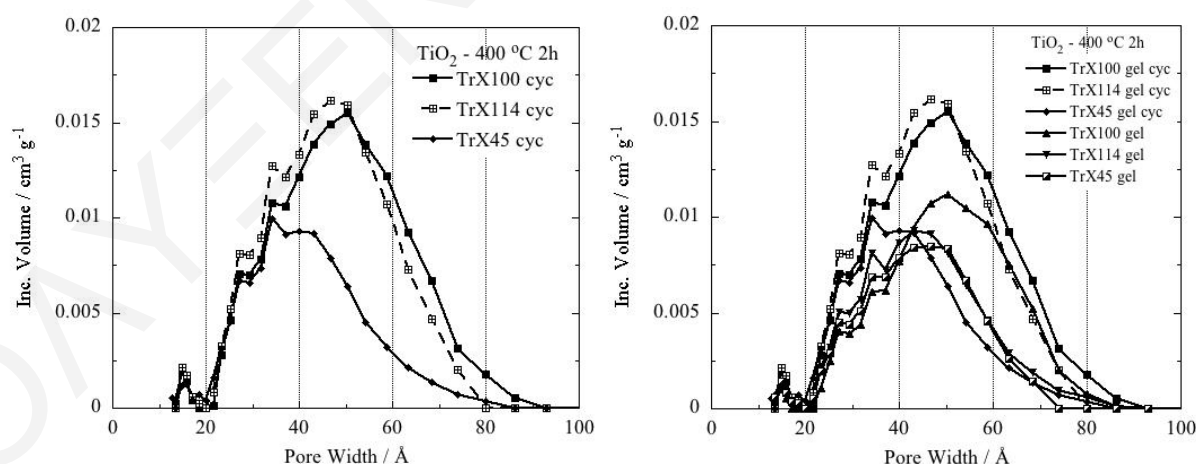 0.02
0.015
0.01
0.005
0
Inc. Volume / cm³ g⁻¹
TiO₂ - 400 °C 2h
TrX100 cyc
TrX114 cyc
TrX45 cyc
0 20 40 60 80 100
Pore Width / Å
0.02
0.015
0.01
0.005
0
Inc. Volume / cm³ g⁻¹
TiO₂ - 400 °C 2h
TrX100 gel cyc
TrX114 gel cyc
TrX45 gel cyc
TrX100 gel
TrX114 gel
TrX45 gel
0 20 40 60 80 100
Pore Width / Å